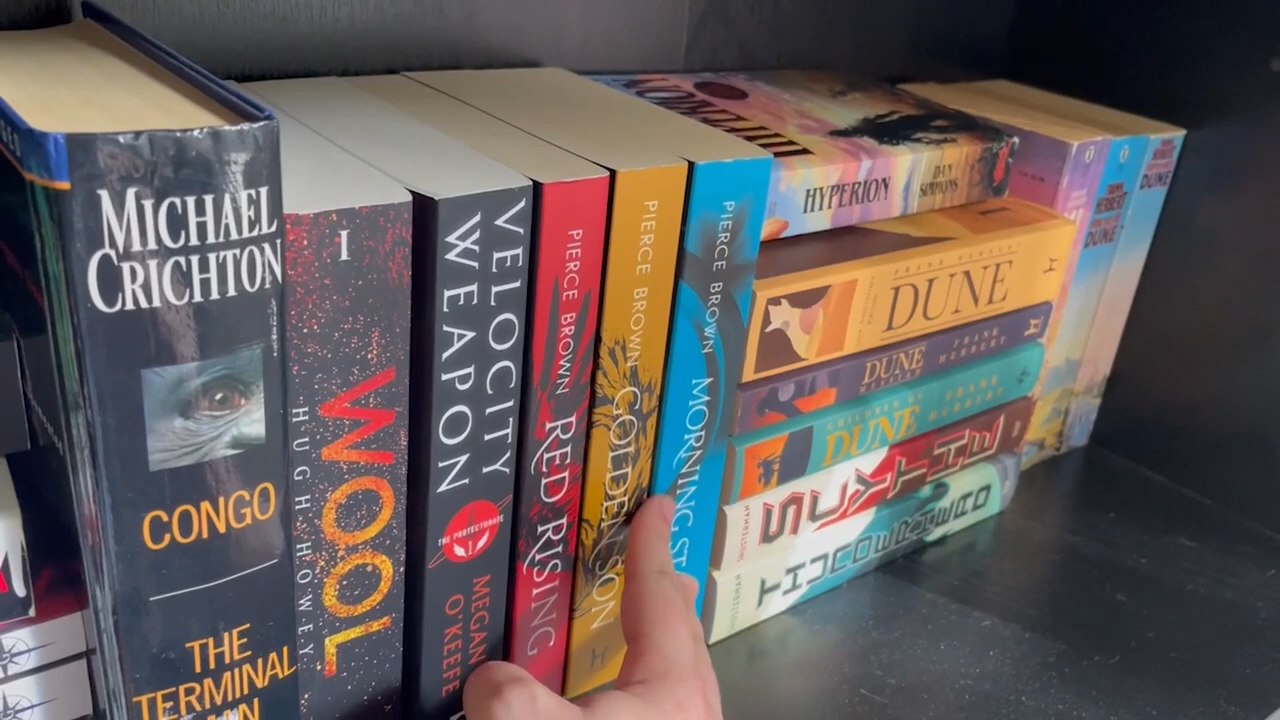 MICHAEL
CRICHTON
CONGO
THE
TERMINAL
I
WOOL
HUGH HOWEY
VELOCITY
WEAPON
THE PROTECTORATE
I
MEGAN
O'KEEFE
PIERCE BROWN RED RISING
PIERCE BROWN GOLDEN SON
PIERCE BROWN MORNING ST
HYPERION
HYPERION
DAN
SIMMONS
I
FRANK HERBERT
DUNE
DUNE
MESSIAH
FRANK
HERBERT
CHILDREN OF
DUNE
FRANK
HERBERT
SCYTHE
THUNDERHEAD
FRANK
HERBERT
DUNE
DUNE